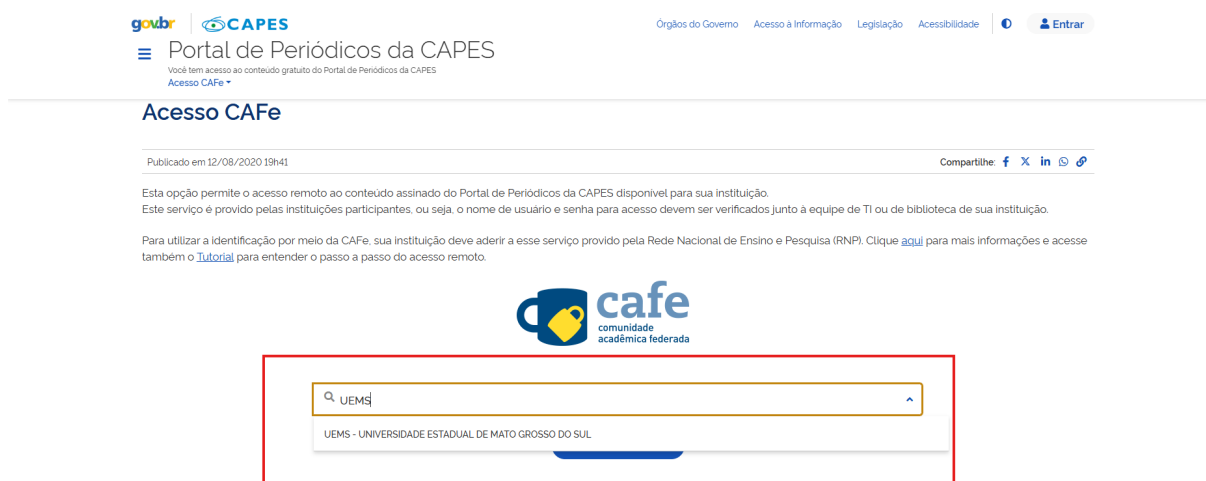 gov.br CAPES Órgãos do Governo Acesso à Informação Legislação Acessibilidade Entrar
Portal de Periódicos da CAPES
Você tem acesso ao conteúdo gratuito do Portal de Periódicos da CAPES
Acesso CAFe
Acesso CAFe
Publicado em 12/08/2020 19h41 Compartilhe:
Esta opção permite o acesso remoto ao conteúdo assinado do Portal de Periódicos da CAPES disponível para sua instituição.
Este serviço é provido pelas instituições participantes, ou seja, o nome de usuário e senha para acesso devem ser verificados junto à equipe de TI ou de biblioteca de sua instituição.
Para utilizar a identificação por meio da CAFe, sua instituição deve aderir a esse serviço provido pela Rede Nacional de Ensino e Pesquisa (RNP). Clique aqui para mais informações e acesse
também o Tutorial para entender o passo a passo do acesso remoto.
cafe
comunidade
acadêmica federada
UEMS
UEMS - UNIVERSIDADE ESTADUAL DE MATO GROSSO DO SUL